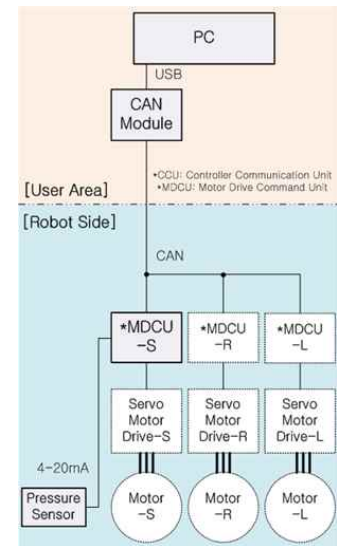 PC
USB
CAN
Module
*CCU: Controller Communication Unit
*MDCU: Motor Drive Command Unit
[User Area]
[Robot Side]
CAN
*MDCU
-S
*MDCU
-R
*MDCU
-L
Servo
Motor
Drive-S
Servo
Motor
Drive-R
Servo
Motor
Drive-L
4-20mA
Pressure
Sensor
Motor
-S
Motor
-R
Motor
-L